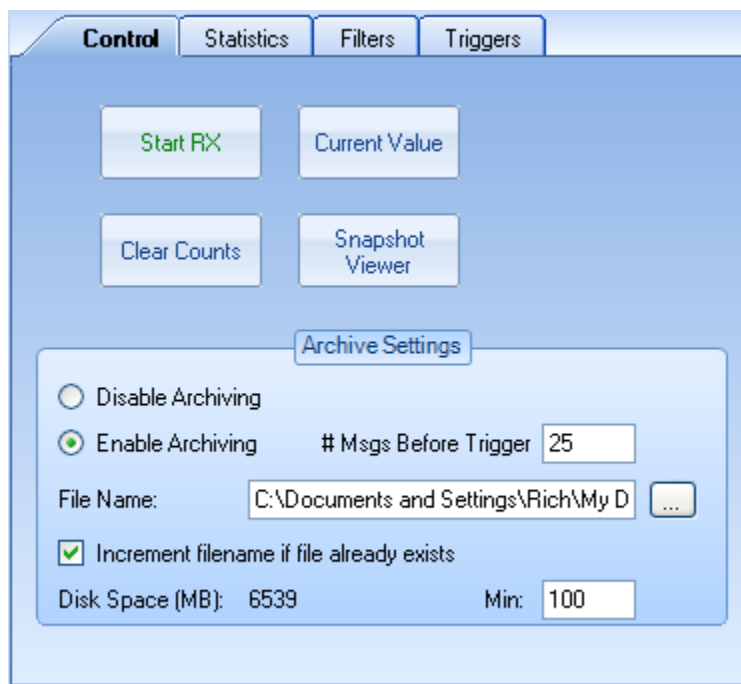 Control Statistics Filters Triggers
Start RX Current Value
Clear Counts Snapshot Viewer
Archive Settings
Disable Archiving
Enable Archiving # Msgs Before Trigger 25
File Name: C:\Documents and Settings\Rich\My D ...
Increment filename if file already exists
Disk Space (MB): 6539 Min: 100